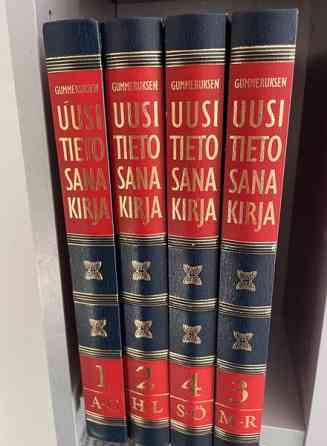 GUMMERUKSEN
UUSI
TIETO
SANA
KIRJA
1
GUMMERUKSEN
UUSI
TIETO
SANA
KIRJA
2
H L
GUMMERUKSEN
UUSI
TIETO
SANA
KIRJA
4
S-Ö
GUMMERUKSEN
UUSI
TIETO
SANA
KIRJA
3
M-R